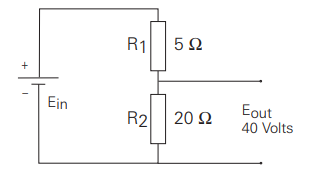 R1 5 Ω
+
–
Ein
R2 20 Ω
Eout
40 Volts